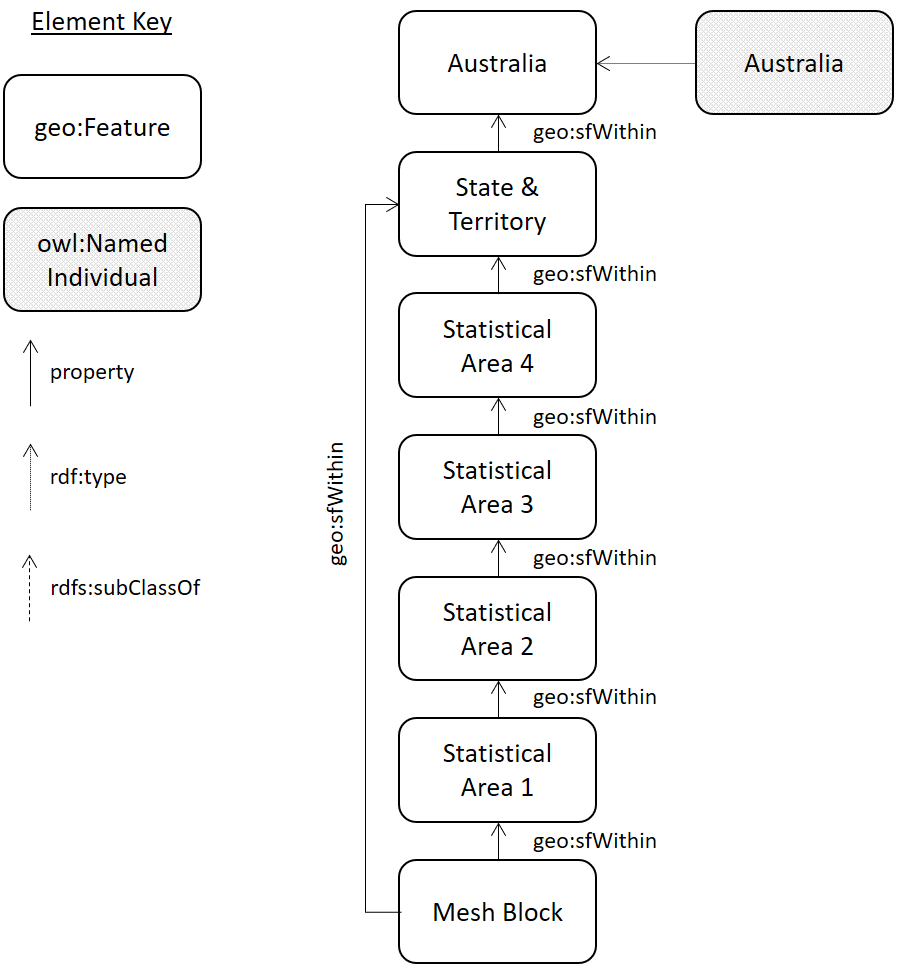 Element Key
geo:Feature
owl:Named
Individual
property
rdf:type
rdfs:subClassOf
Australia
Australia
geo:sfWithin
State &
Territory
geo:sfWithin
Statistical
Area 4
geo:sfWithin
Statistical
Area 3
geo:sfWithin
geo:sfWithin
Statistical
Area 2
geo:sfWithin
Statistical
Area 1
geo:sfWithin
Mesh Block